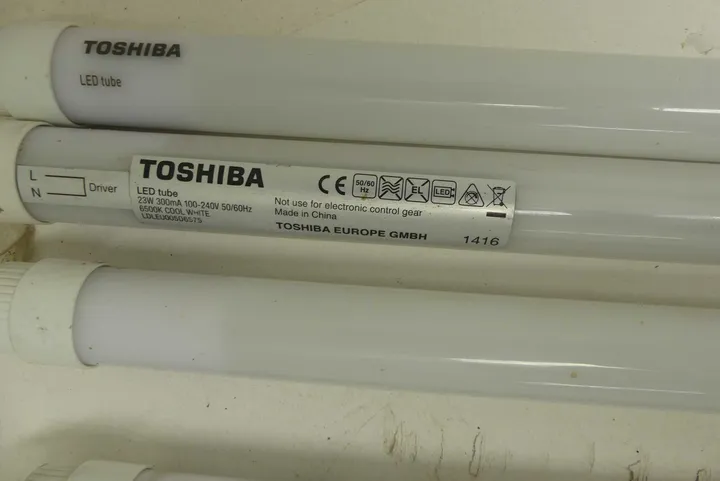 TOSHIBA
LED tube
L
N
Driver
TOSHIBA
LED tube
23W 300mA 100-240V 50/60Hz
6500K COOL WHITE
CE
50/60
Hz
EL
LED
Not use for electronic control gear
Made in China
TOSHIBA EUROPE GMBH
1416